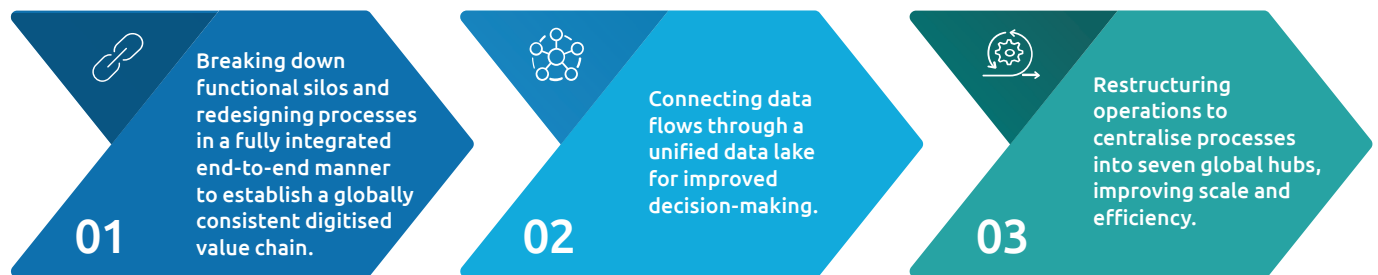 Breaking down
functional silos and
redesigning processes
in a fully integrated
end-to-end manner
to establish a globally
consistent digitised
value chain.
01
Connecting data
flows through a
unified data lake
for improved
decision-making.
02
Restructuring
operations to
centralise processes
into seven global hubs,
improving scale and
efficiency.
03